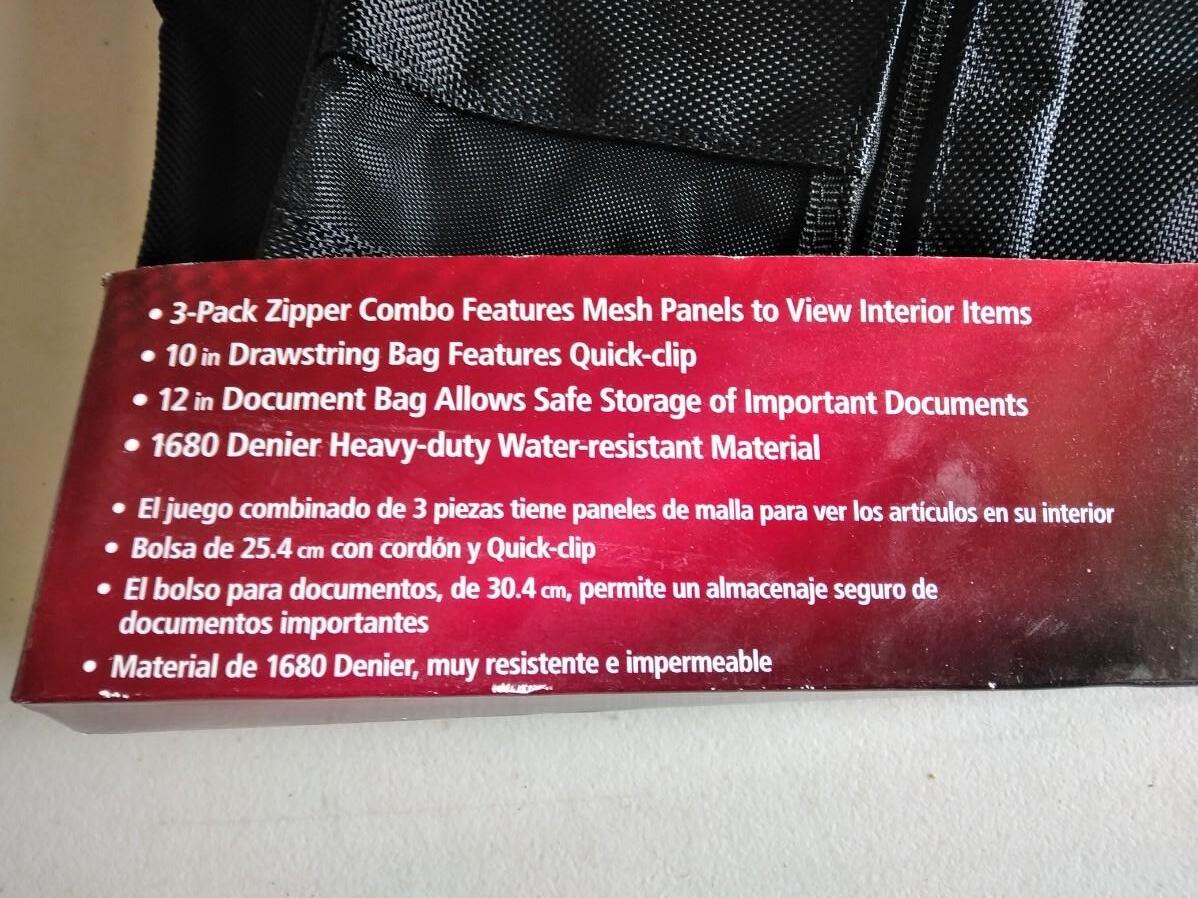 • 3-Pack Zipper Combo Features Mesh Panels to View Interior Items
• 10 in Drawstring Bag Features Quick-clip
• 12 in Document Bag Allows Safe Storage of Important Documents
• 1680 Denier Heavy-duty Water-resistant Material
• El juego combinado de 3 piezas tiene paneles de malla para ver los artículos en su interior
• Bolsa de 25.4 cm con cordón y Quick-clip
• El bolso para documentos, de 30.4 cm, permite un almacenaje seguro de
documentos importantes
• Material de 1680 Denier, muy resistente e impermeable